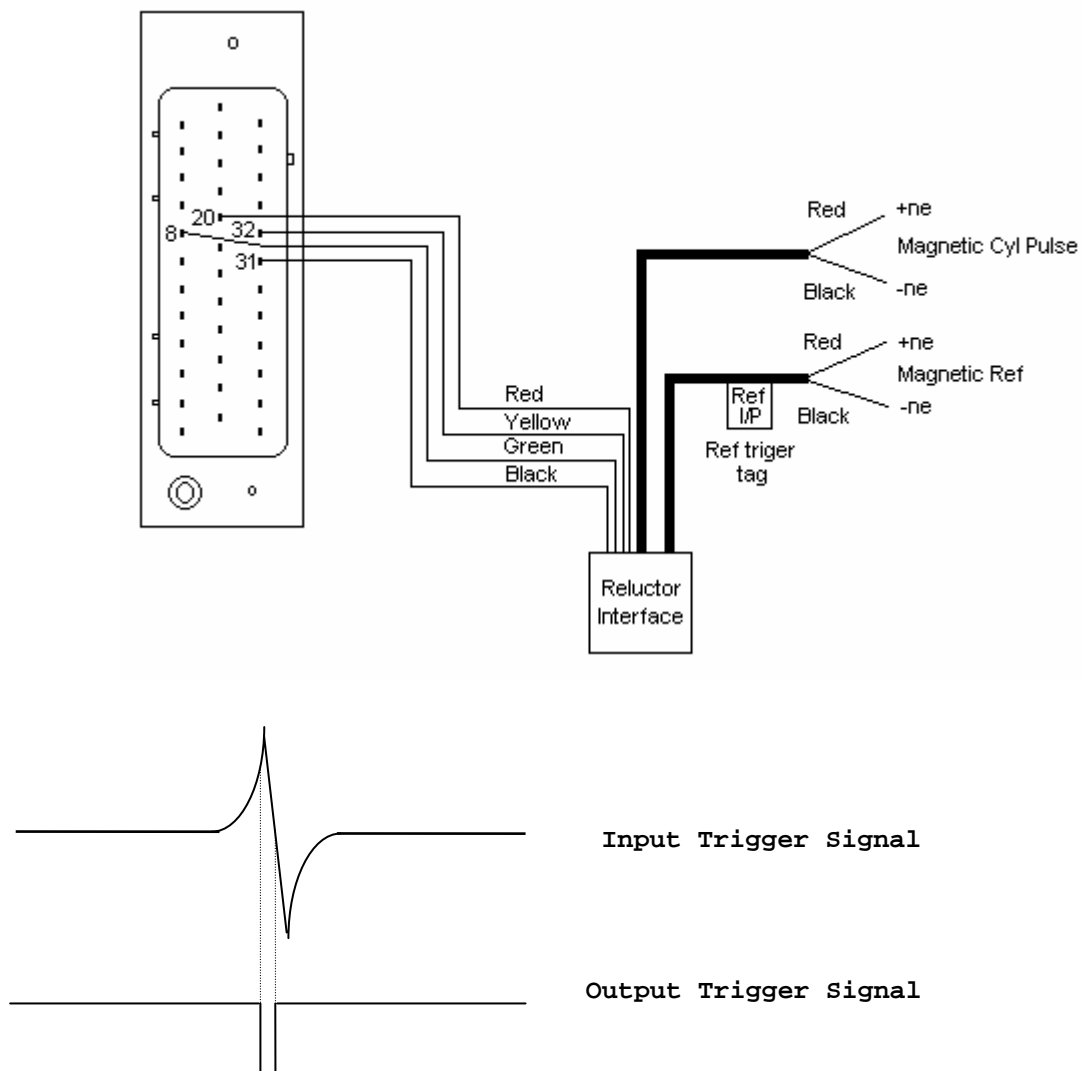 20
8
32
31
Red
Yellow
Green
Black
Red
+ne
Magnetic Cyl Pulse
Black
-ne
Red
+ne
Magnetic Ref
Black
-ne
Ref
I/P
Ref triger
tag
Reluctor
Interface
Input Trigger Signal
Output Trigger Signal